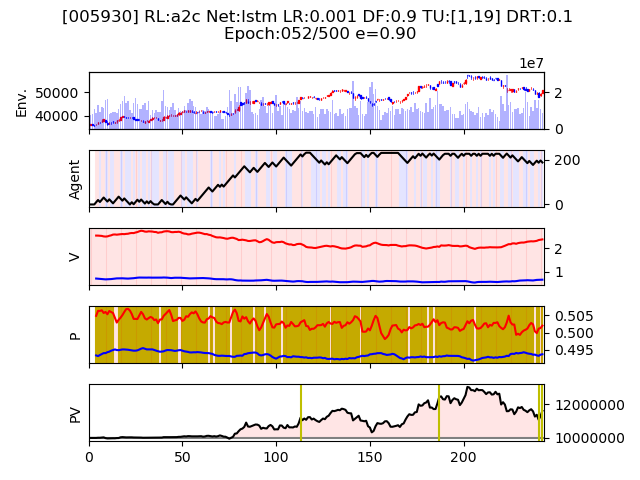 [005930] RL:a2c Net:lstm LR:0.001 DF:0.9 TU:[1,19] DRT:0.1
Epoch:052/500 e=0.90
1e7
Env.
50000
40000
2
0
Agent
200
0
V
2
1
P
0.505
0.500
0.495
PV
12000000
10000000
0 50 100 150 200